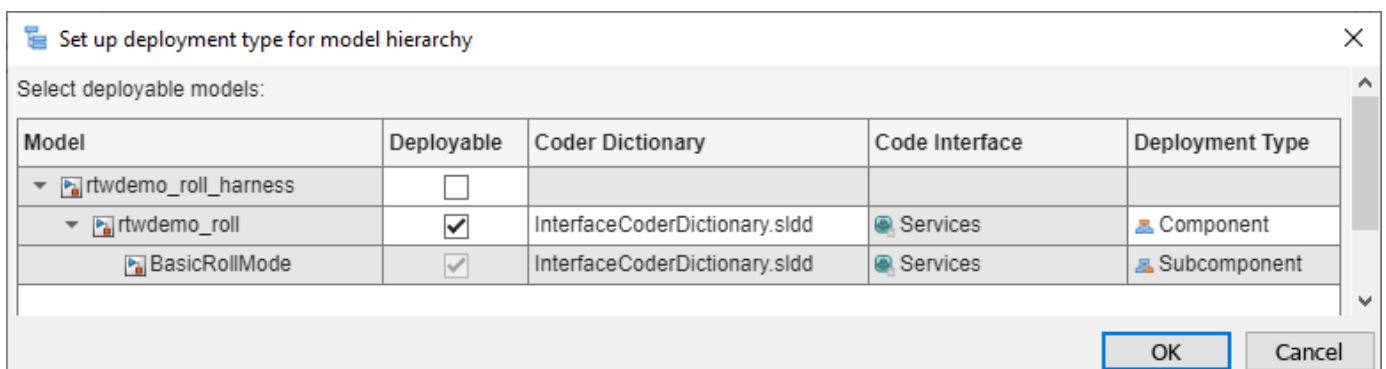 Set up deployment type for model hierarchy
Select deployable models:
Model Deployable Coder Dictionary Code Interface Deployment Type
rtwdemo_roll_harness
rtwdemo_roll InterfaceCoderDictionary.sldd Services Component
BasicRollMode InterfaceCoderDictionary.sldd Services Subcomponent
OK Cancel